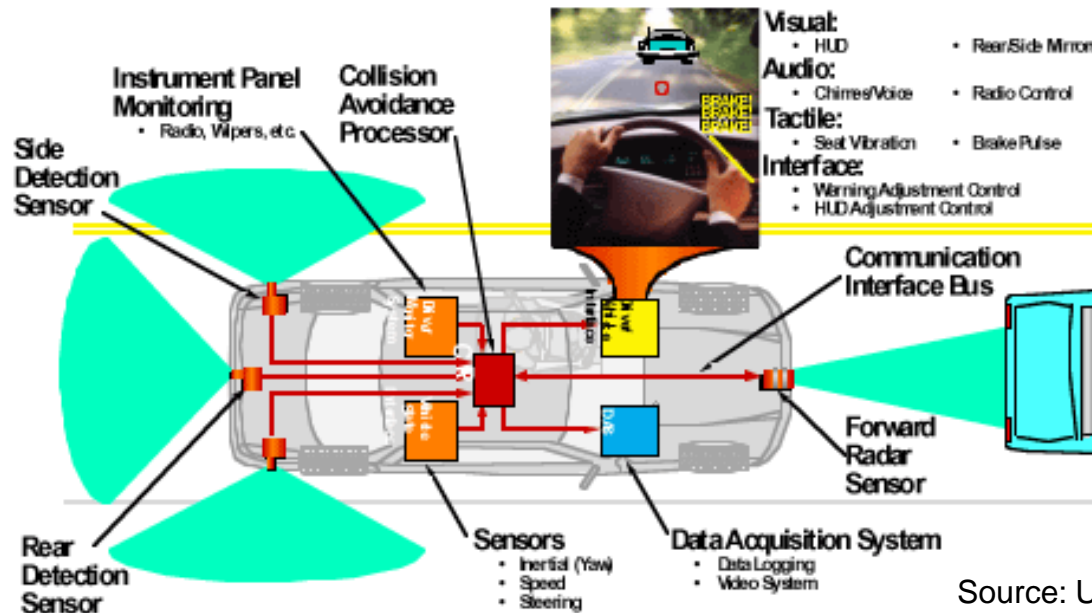 Visual:
• HUD
• Rear/Side Mirror
Audio:
• Chimes/Voice
• Radio Control
Tactile:
• Seat Vibration
• Brake Pulse
Interface:
• Warning Adjustment Control
• HUD Adjustment Control
BRAKE!
BRAKE!
BRAKE!
Instrument Panel
Monitoring
• Radio, Wipers, etc.
Collision
Avoidance
Processor
Side
Detection
Sensor
Communication
Interface Bus
Forward
Radar
Sensor
Rear
Detection
Sensor
Sensors
• Inertial (Yaw)
• Speed
• Steering
Data Acquisition System
• Data Logging
• Video System
Source: U